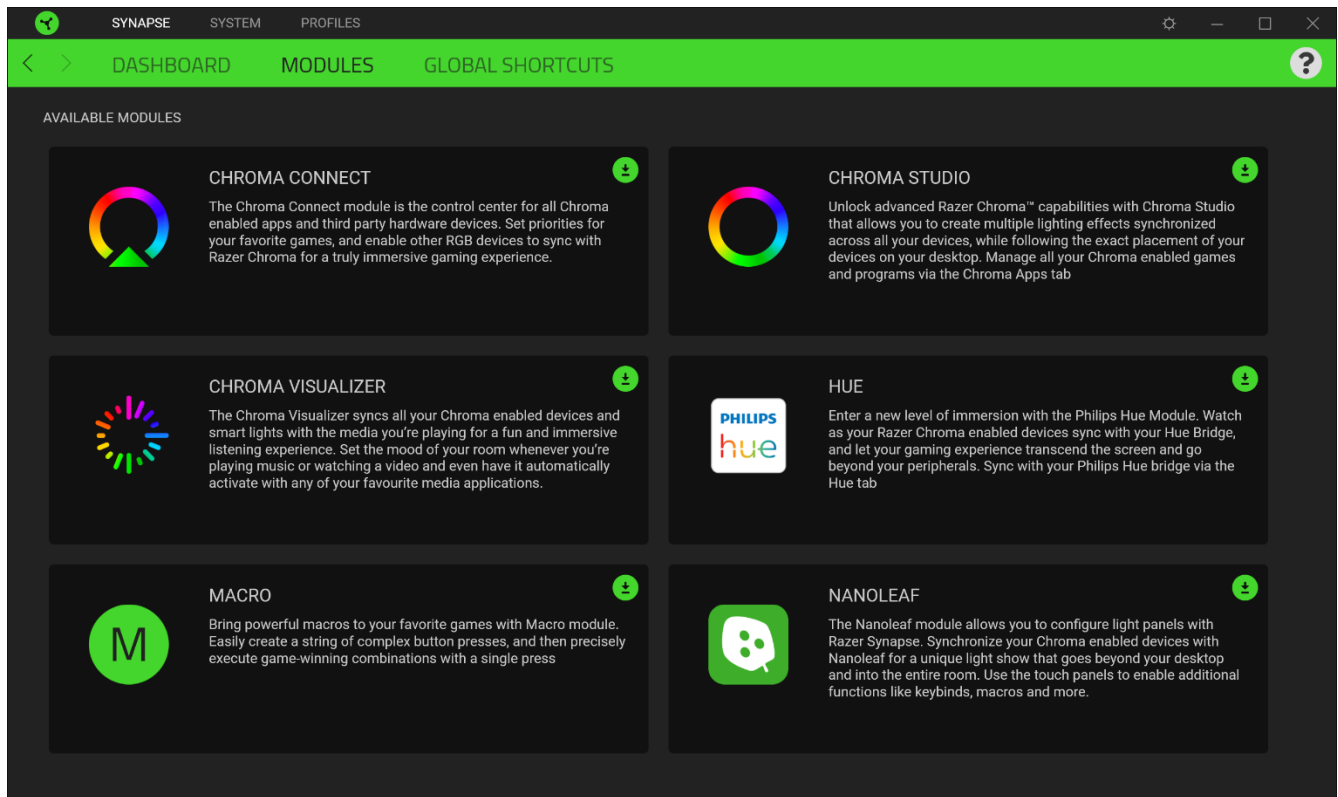 SYNAPSE SYSTEM PROFILES
DASHBOARD MODULES GLOBAL SHORTCUTS ?
AVAILABLE MODULES
CHROMA CONNECT
The Chroma Connect module is the control center for all Chroma
enabled apps and third party hardware devices. Set priorities for
your favorite games, and enable other RGB devices to sync with
Razer Chroma for a truly immersive gaming experience.
CHROMA STUDIO
Unlock advanced Razer Chroma™ capabilities with Chroma Studio
that allows you to create multiple lighting effects synchronized
across all your devices, while following the exact placement of your
devices on your desktop. Manage all your Chroma enabled games
and programs via the Chroma Apps tab
CHROMA VISUALIZER
The Chroma Visualizer syncs all your Chroma enabled devices and
smart lights with the media you’re playing for a fun and immersive
listening experience. Set the mood of your room whenever you’re
playing music or watching a video and even have it automatically
activate with any of your favourite media applications.
PHILIPS
hue
HUE
Enter a new level of immersion with the Philips Hue Module. Watch
as your Razer Chroma enabled devices sync with your Hue Bridge,
and let your gaming experience transcend the screen and go
beyond your peripherals. Sync with your Philips Hue bridge via the
Hue tab
M
MACRO
Bring powerful macros to your favorite games with Macro module.
Easily create a string of complex button presses, and then precisely
execute game-winning combinations with a single press
NANOLEAF
The Nanoleaf module allows you to configure light panels with
Razer Synapse. Synchronize your Chroma enabled devices with
Nanoleaf for a unique light show that goes beyond your desktop
and into the entire room. Use the touch panels to enable additional
functions like keybinds, macros and more.